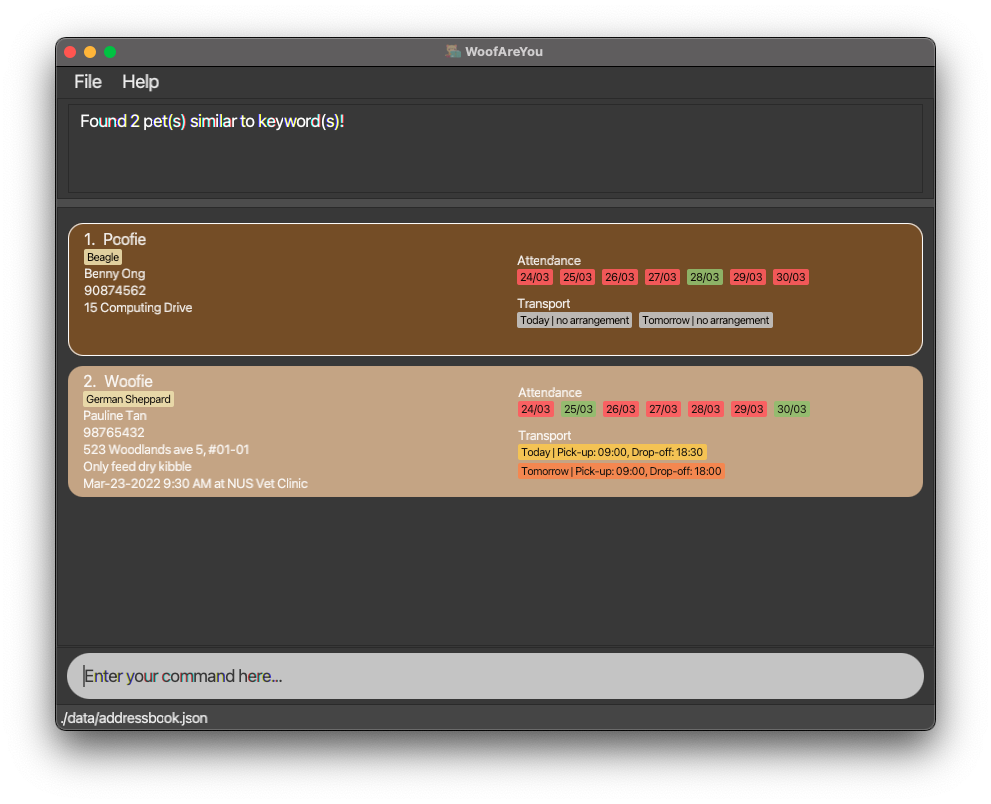 WoofAreYou
File Help
Found 2 pet(s) similar to keyword(s)!
1. Poofie
Beagle
Benny Ong
90874562
15 Computing Drive
Attendance
24/03 25/03 26/03 27/03 28/03 29/03 30/03
Transport
Today | no arrangement Tomorrow | no arrangement
2. Woofie
German Sheppard
Pauline Tan
98765432
523 Woodlands ave 5, #01-01
Only feed dry kibble
Mar-23-2022 9:30 AM at NUS Vet Clinic
Attendance
24/03 25/03 26/03 27/03 28/03 29/03 30/03
Transport
Today | Pick-up: 09:00, Drop-off: 18:30
Tomorrow | Pick-up: 09:00, Drop-off: 18:00
Enter your command here...
./data/addressbook.json